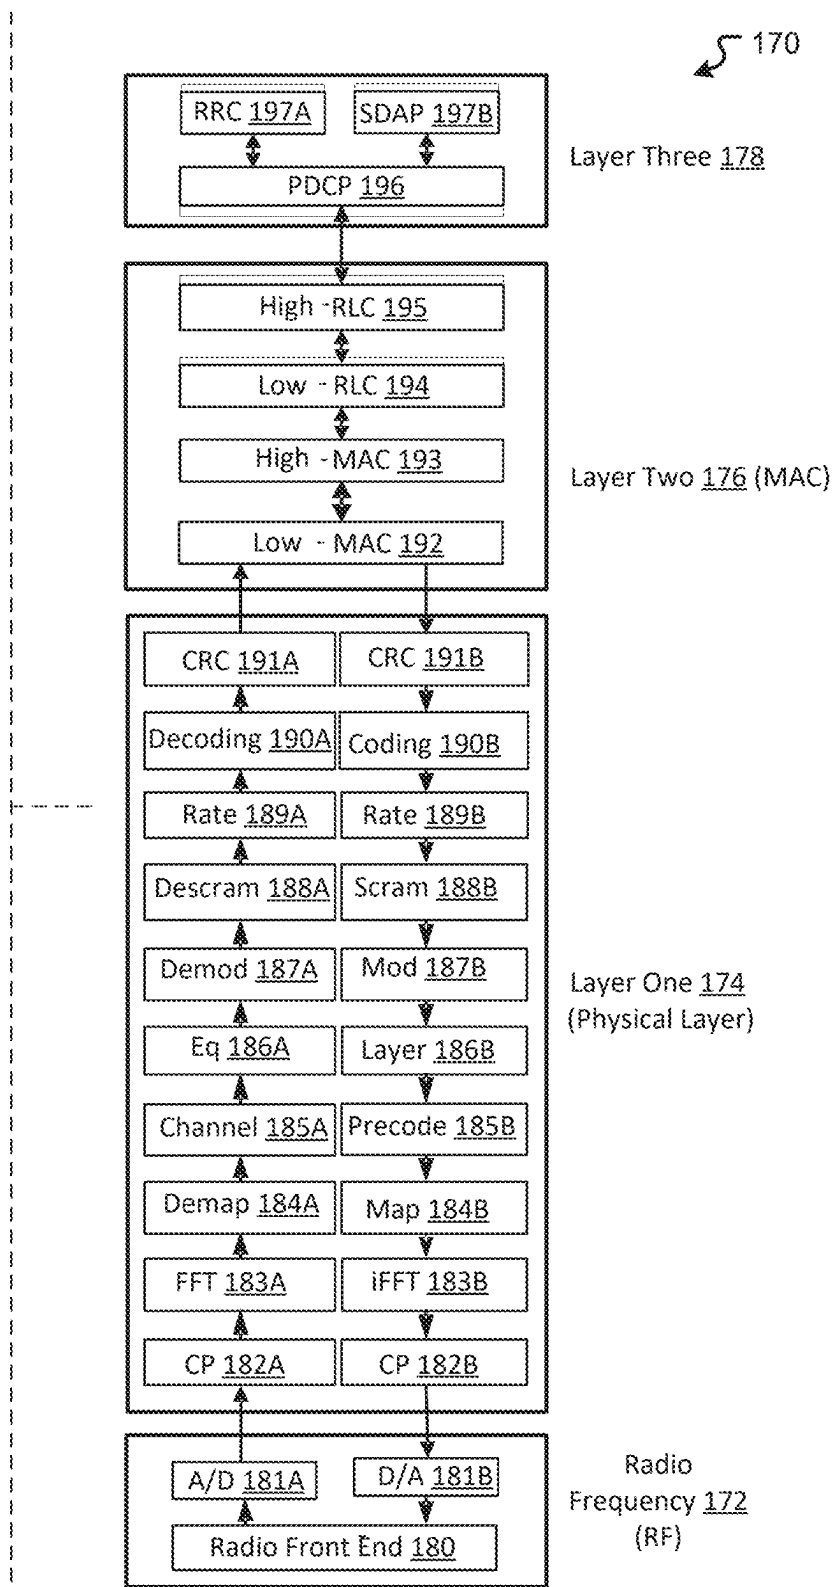 170
RRC 197A
SDAP 197B
PDCP 196
Layer Three 178
High -RLC 195
Low - RLC 194
High -MAC 193
Low - MAC 192
Layer Two 176 (MAC)
CRC 191A
CRC 191B
Decoding 190A
Coding 190B
Rate 189A
Rate 189B
Descram 188A
Scram 188B
Demod 187A
Mod 187B
Eq 186A
Layer 186B
Channel 185A
Precode 185B
Demap 184A
Map 184B
FFT 183A
iFFT 183B
CP 182A
CP 182B
Layer One 174
(Physical Layer)
A/D 181A
D/A 181B
Radio Front End 180
Radio
Frequency 172
(RF)